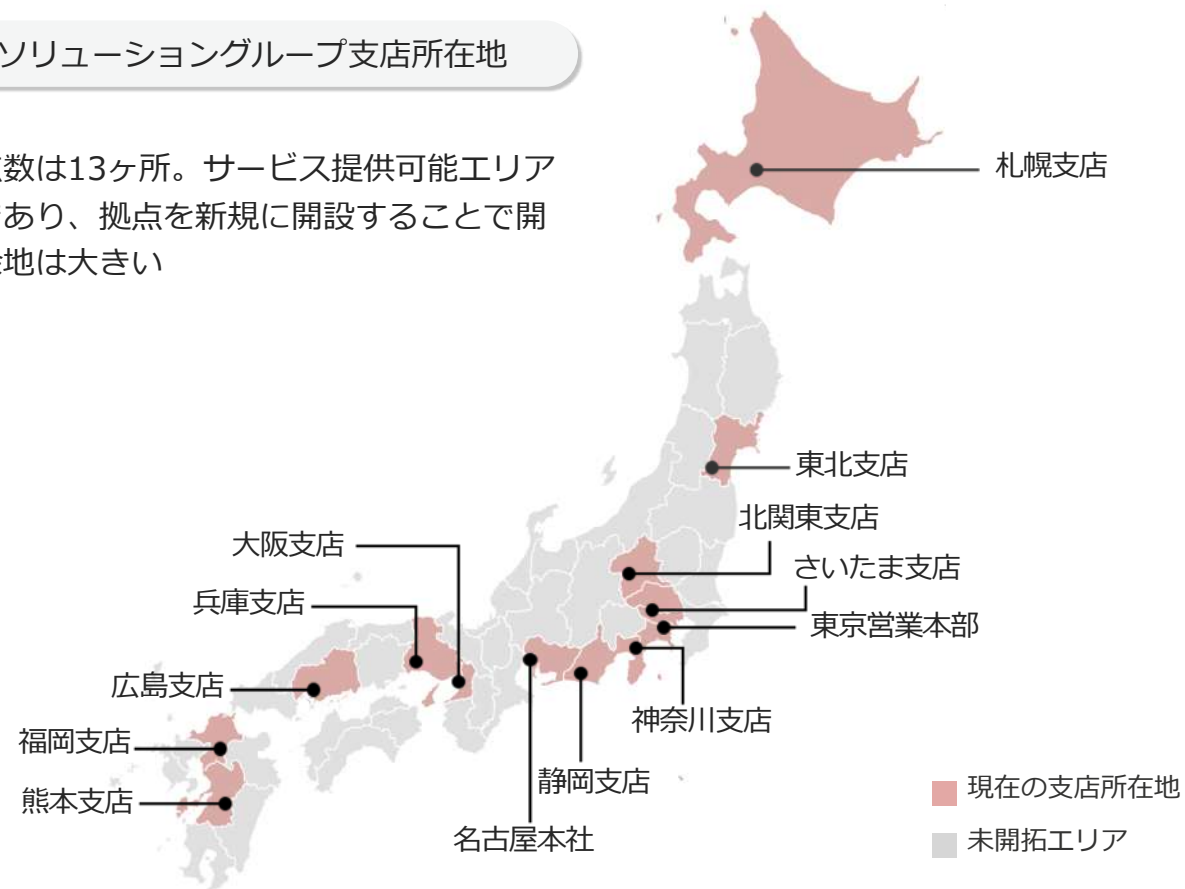 ソリューショングループ支店所在地
数は13ヶ所。サービス提供可能エリア
あり、拠点を新規に開設することで開
地は大きい
札幌支店
東北支店
北関東支店
さいたま支店
東京営業本部
大阪支店
兵庫支店
広島支店
福岡支店
熊本支店
神奈川支店
静岡支店
名古屋本社
現在の支店所在地
未開拓エリア